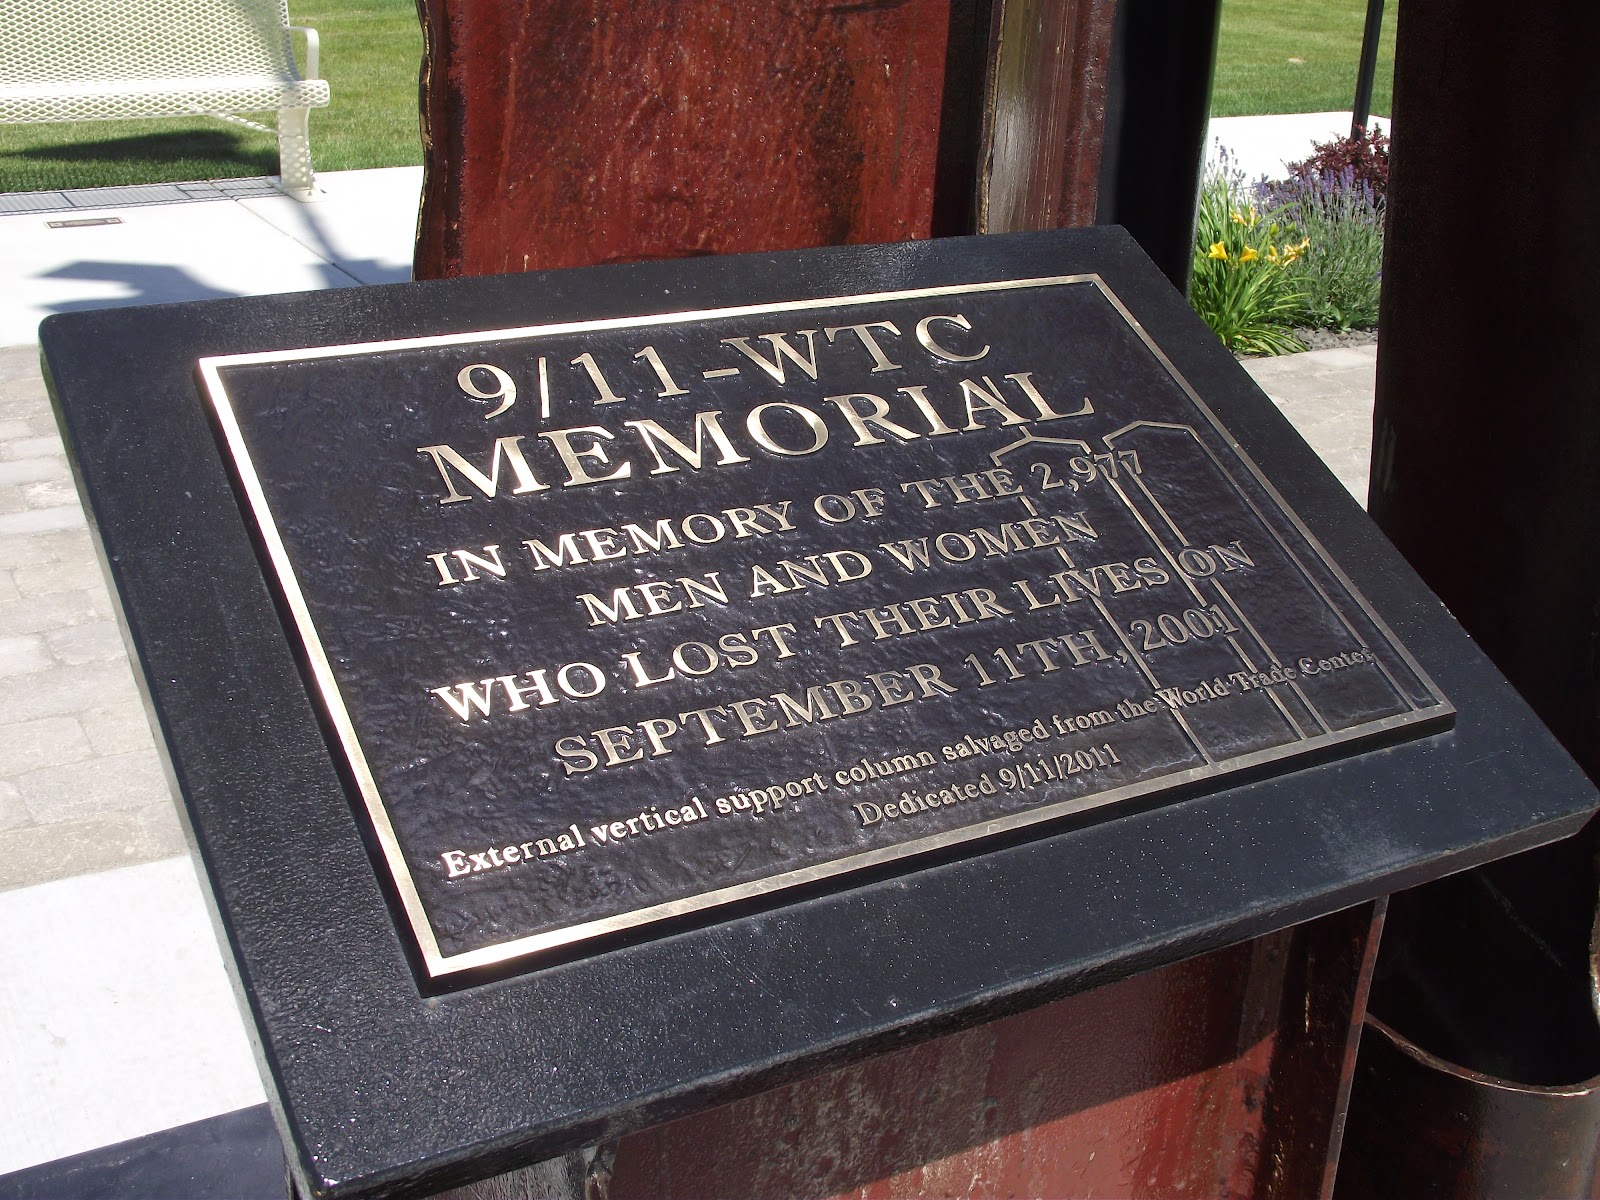 9/11-WTC
MEMORIAL
IN MEMORY OF THE 2,977
MEN AND WOMEN
WHO LOST THEIR LIVES ON
SEPTEMBER 11TH, 2001
External vertical support column salvaged from the World Trade Center
Dedicated 9/11/2011